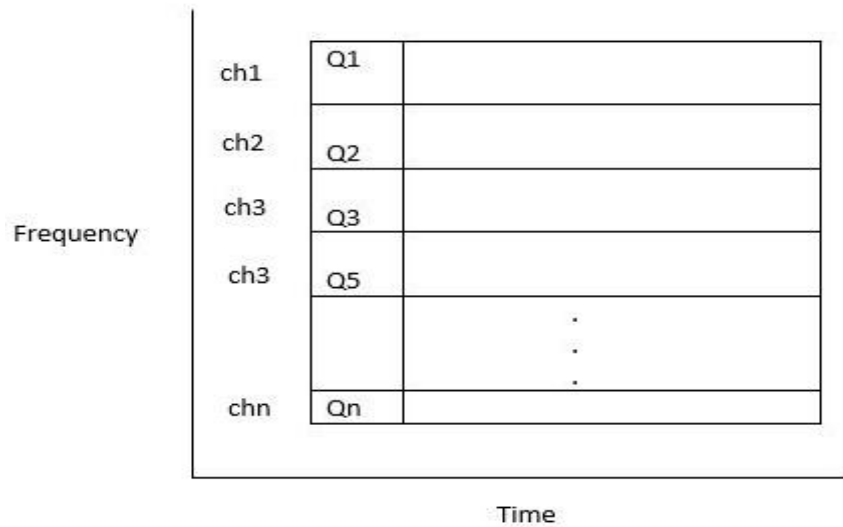 ch1 Q1
ch2 Q2
ch3 Q3
Frequency
ch3 Q5
.
.
.
chn Qn
Time